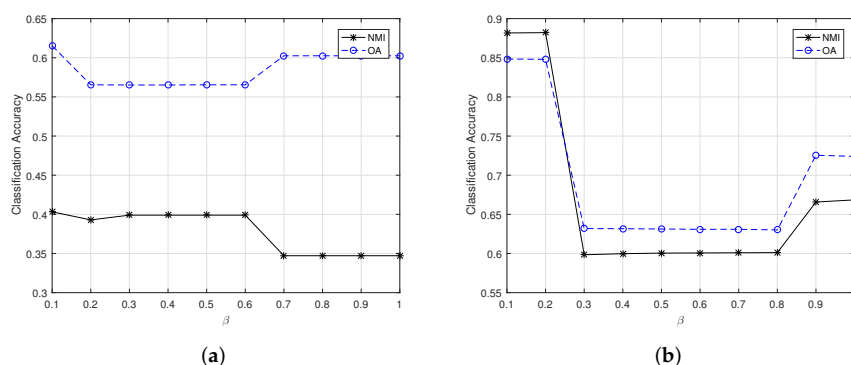 0.65
0.6
0.55
0.5
0.45
0.4
0.35
0.3
Classification Accuracy
0.1 0.2 0.3 0.4 0.5 0.6 0.7 0.8 0.9 1
β
NMI
OA
(a)
0.9
0.85
0.8
0.75
0.7
0.65
0.6
0.55
Classification Accuracy
0.1 0.2 0.3 0.4 0.5 0.6 0.7 0.8 0.9
β
NMI
OA
(b)